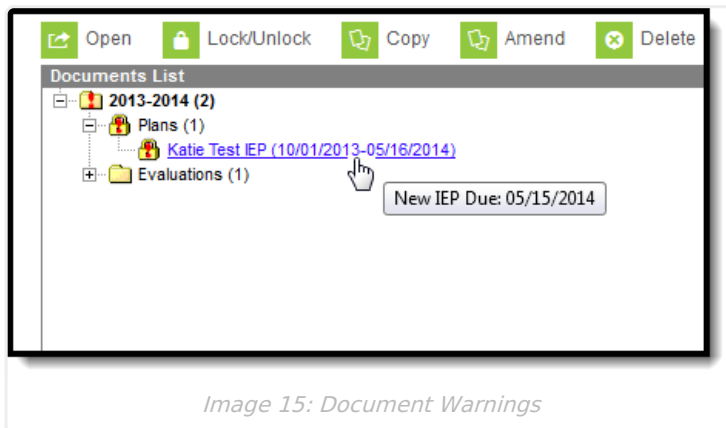 Open Lock/Unlock Copy Amend Delete
Documents List
2013-2014 (2)
Plans (1)
Katie Test IEP (10/01/2013-05/16/2014)
Evaluations (1)
New IEP Due: 05/15/2014
Image 15: Document Warnings